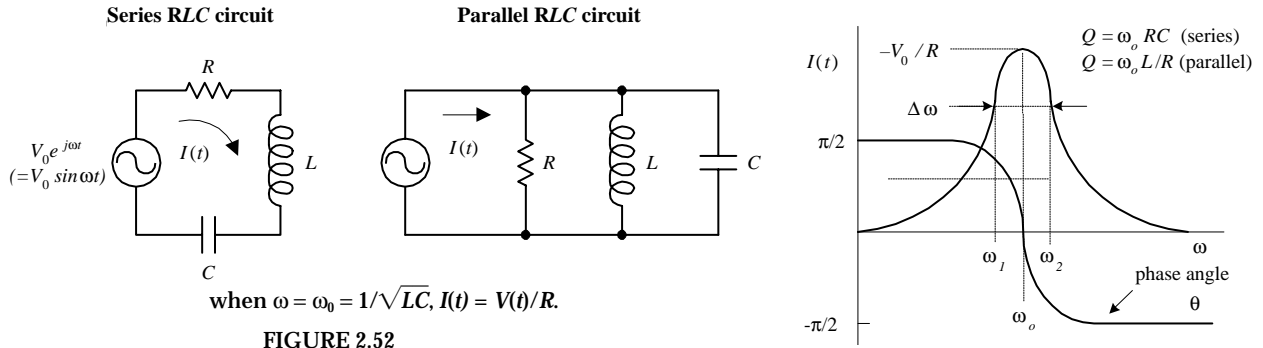 Series RLC circuit
Parallel RLC circuit
R
V₀e^jωt
(=V₀ sin ωt)
I(t)
L
C
I(t)
R
L
C
when ω = ω₀ = 1/√LC, I(t) = V(t)/R.
FIGURE 2.52
I(t)
–V₀ / R
Q = ωₒ RC (series)
Q = ωₒ L/R (parallel)
Δω
π/2
ω
ω₁
ω₂
phase angle
θ
ωₒ
-π/2